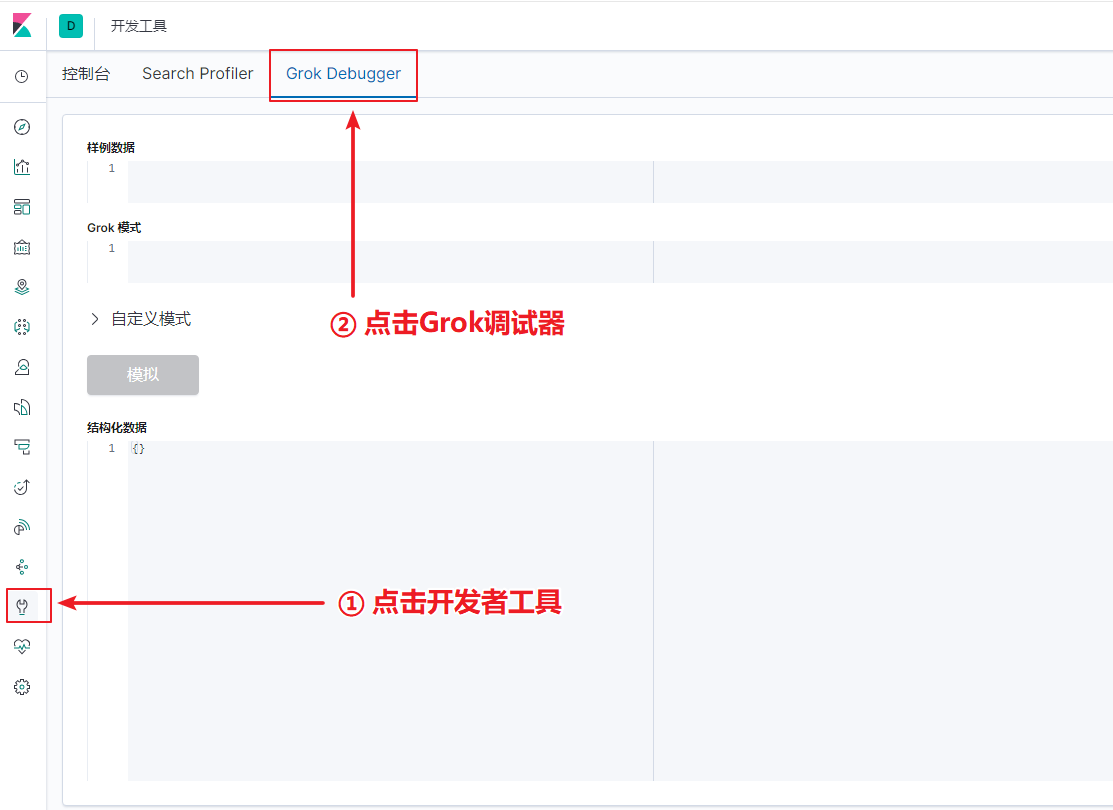 D 开发工具
控制台 Search Profiler Grok Debugger
样例数据
1
Grok 模式
1
自定义模式
② 点击Grok调试器
模拟
结构化数据
1 {}
① 点击开发者工具